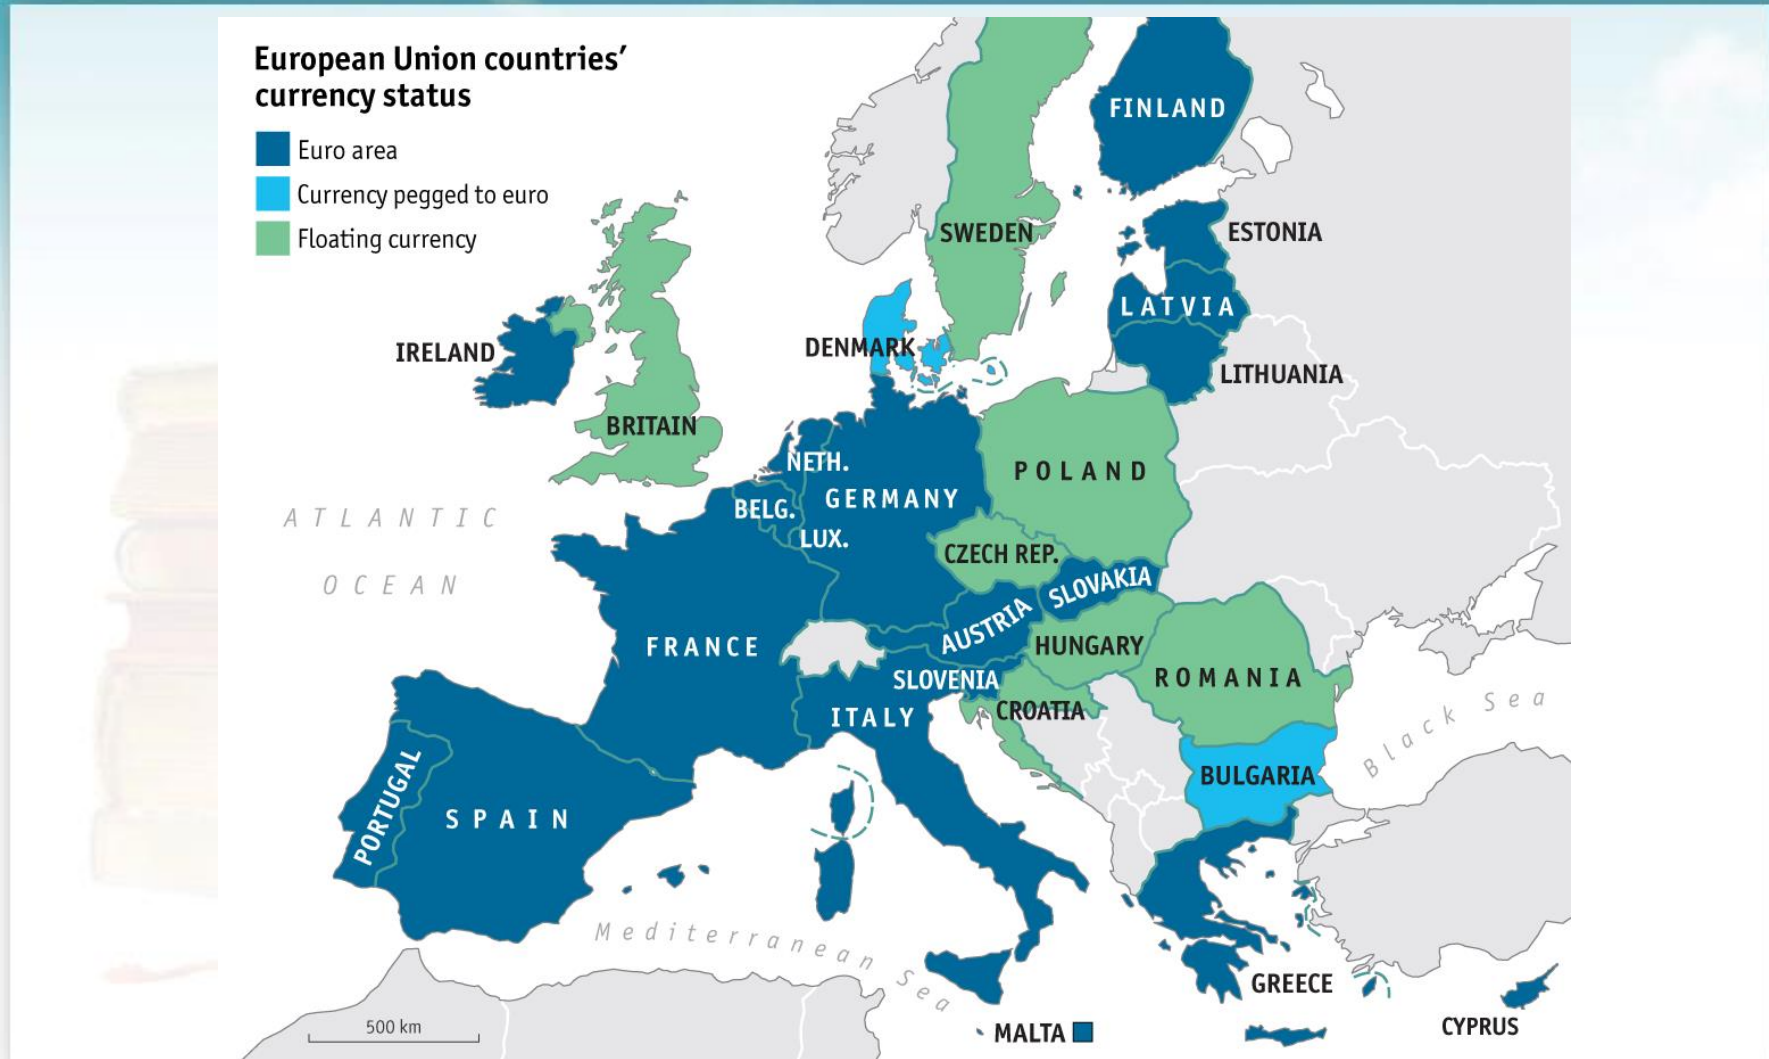 European Union countries’
currency status
Euro area
Currency pegged to euro
Floating currency
FINLAND
SWEDEN
ESTONIA
LATVIA
DENMARK
IRELAND
LITHUANIA
BRITAIN
NETH.
POLAND
GERMANY
BELG.
ATLANTIC
LUX.
CZECH REP.
OCEAN
SLOVAKIA
AUSTRIA
FRANCE
HUNGARY
SLOVENIA
ROMANIA
ITALY
CROATIA
Black Sea
BULGARIA
PORTUGAL
SPAIN
Mediterranean Sea
GREECE
500 km
MALTA
CYPRUS